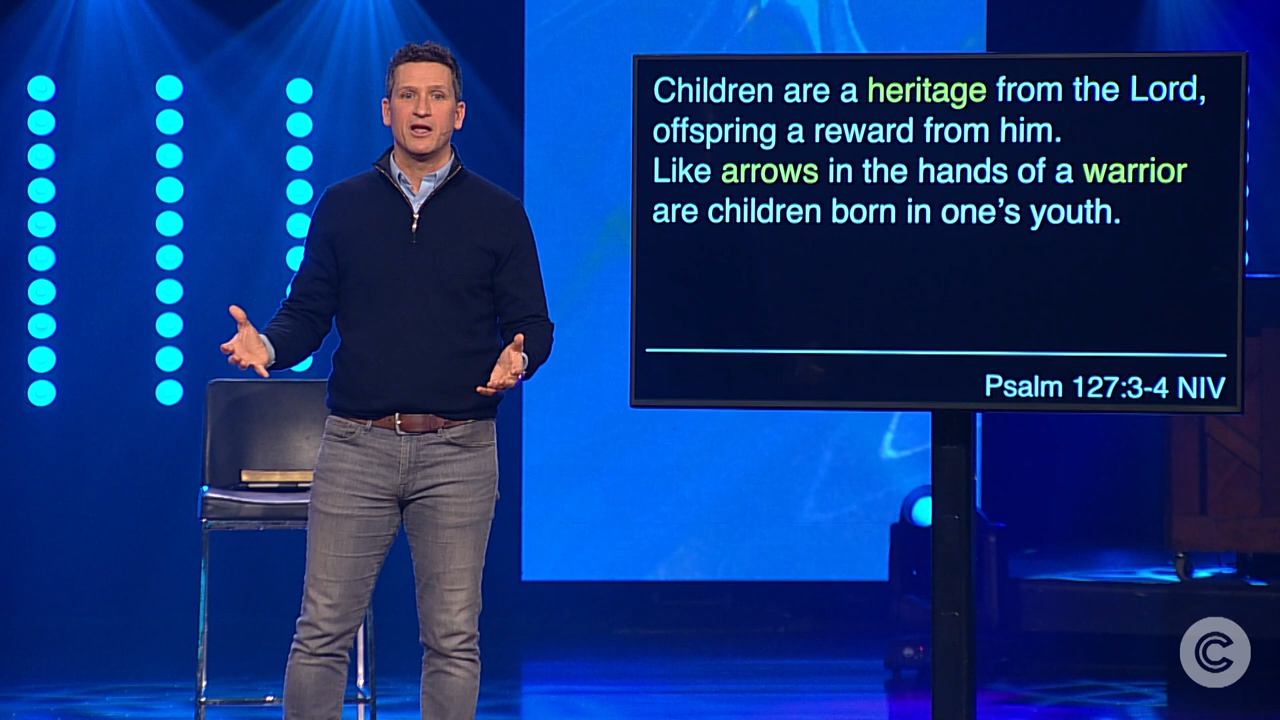 Children are a heritage from the Lord,
offspring a reward from him.
Like arrows in the hands of a warrior
are children born in one’s youth.
Psalm 127:3-4 NIV
C